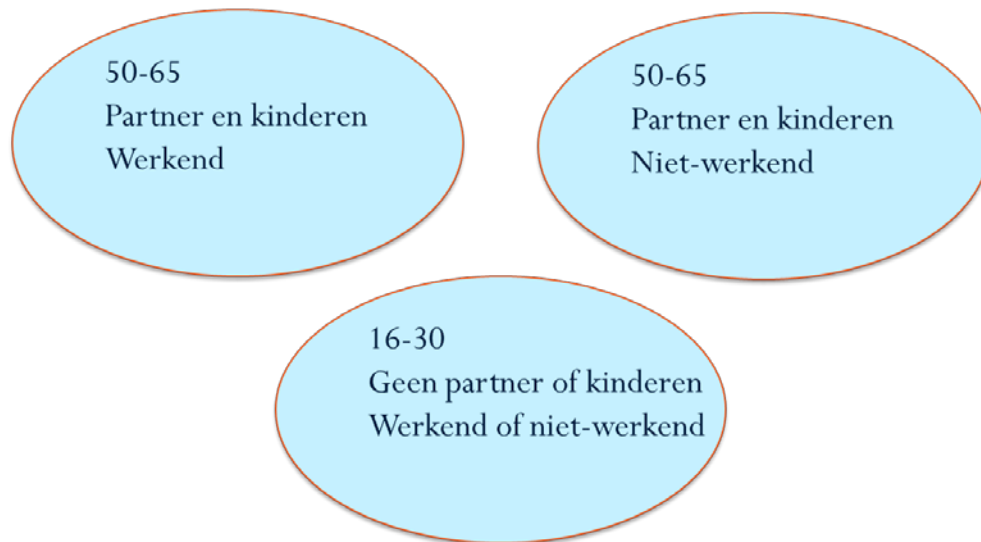 50-65
Partner en kinderen
Werkend
50-65
Partner en kinderen
Niet-werkend
16-30
Geen partner of kinderen
Werkend of niet-werkend